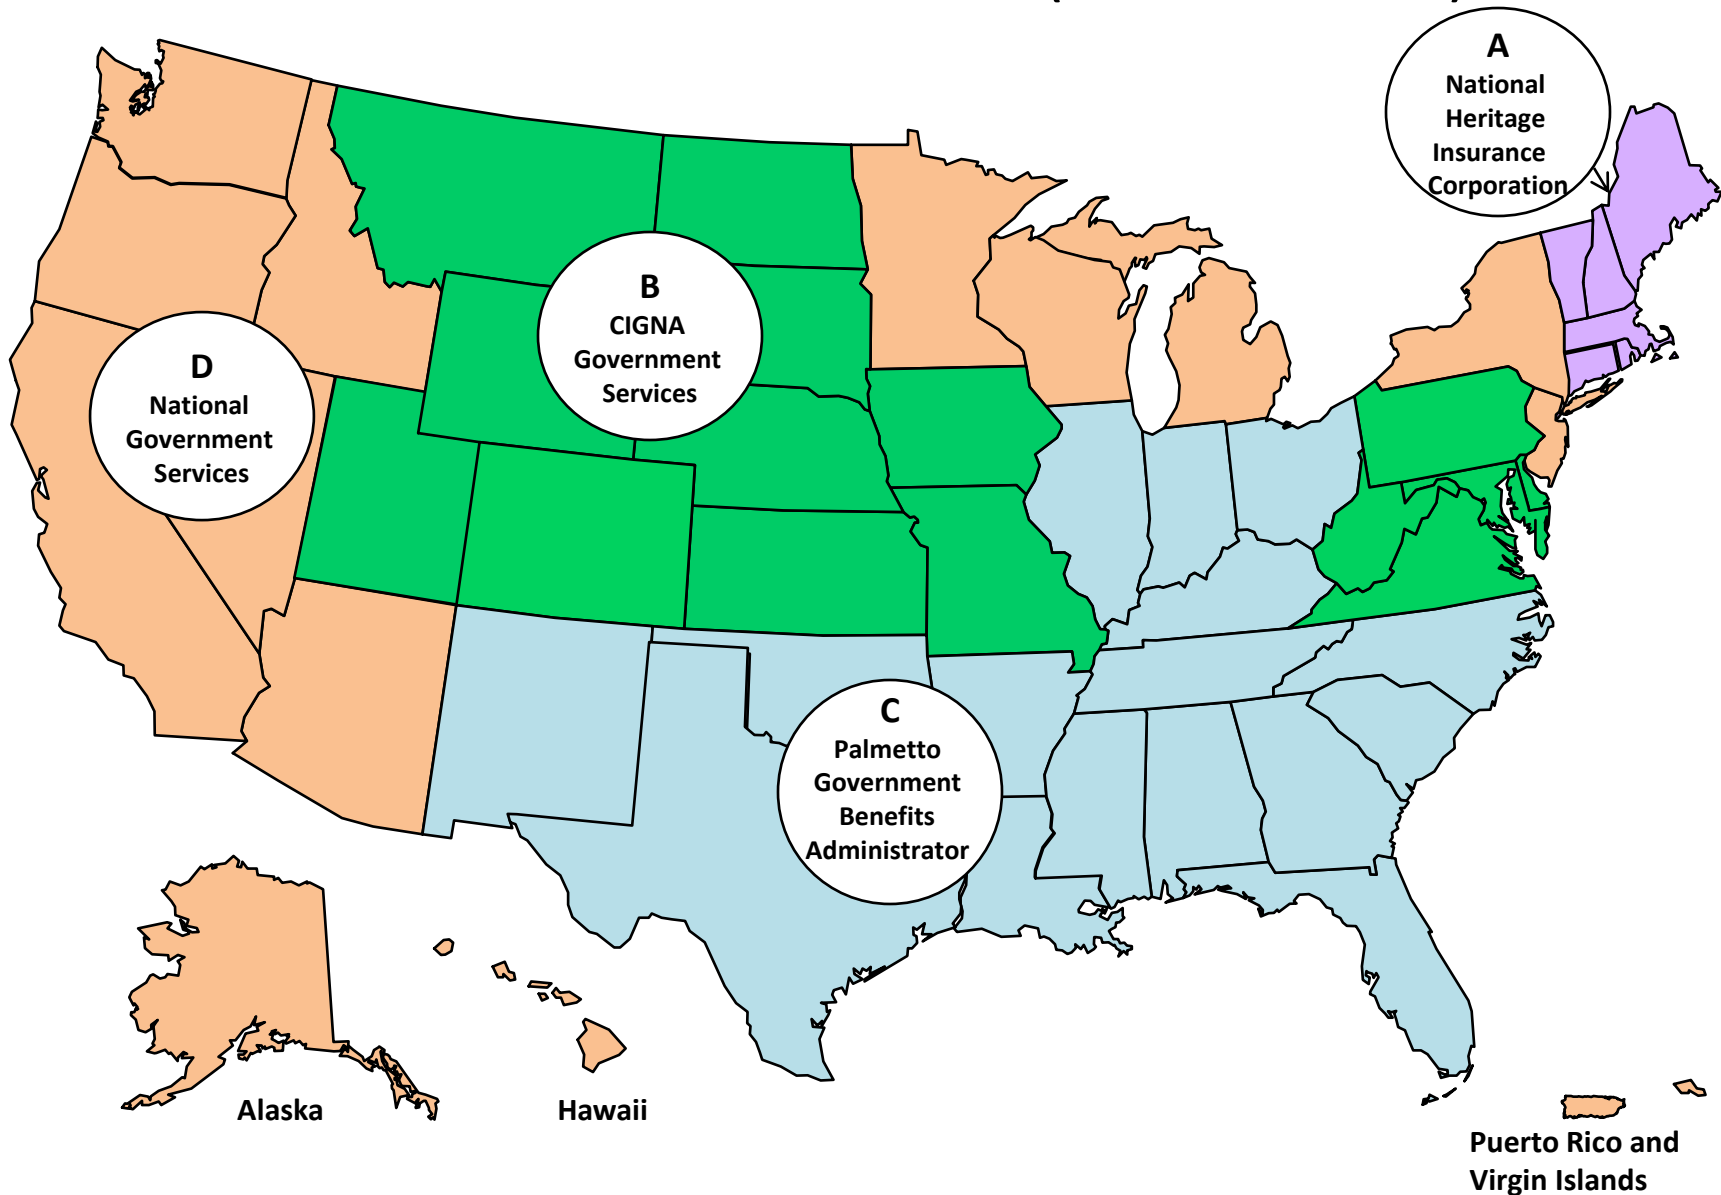 A
National
Heritage
Insurance
Corporation
B
CIGNA
Government
Services
D
National
Government
Services
C
Palmetto
Government
Benefits
Administrator
Alaska
Hawaii
Puerto Rico and
Virgin Islands